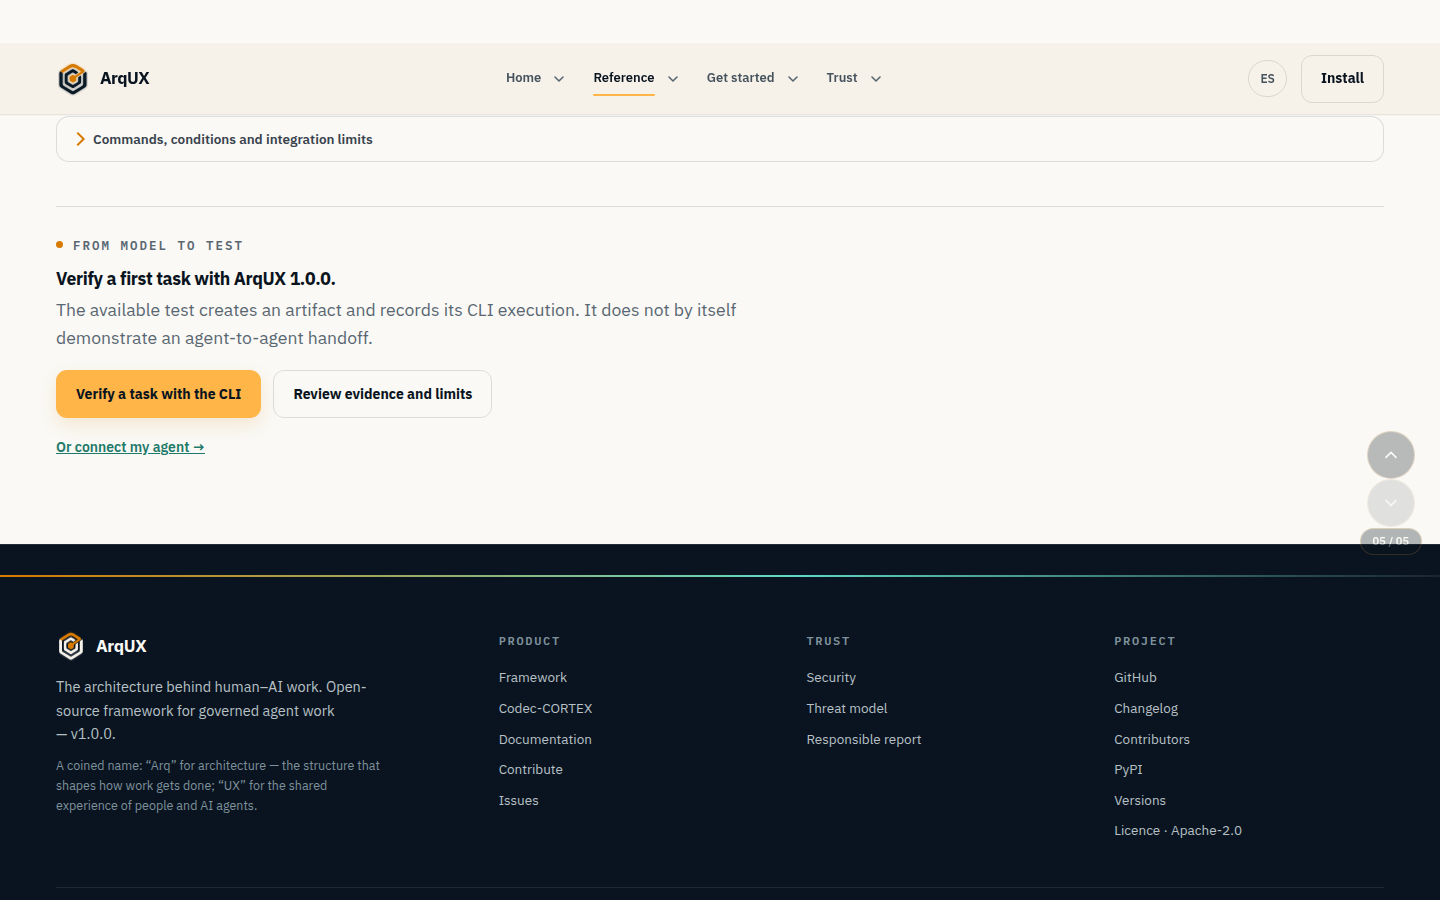 ArqUX
Home
Reference
Get started
Trust
ES
Install
Commands, conditions and integration limits
FROM MODEL TO TEST
Verify a first task with ArqUX 1.0.0.
The available test creates an artifact and records its CLI execution. It does not by itself
demonstrate an agent-to-agent handoff.
Verify a task with the CLI
Review evidence and limits
Or connect my agent →
05 / 05
ArqUX
The architecture behind human–AI work. Open-
source framework for governed agent work
— v1.0.0.
A coined name: “Arq” for architecture — the structure that
shapes how work gets done; “UX” for the shared
experience of people and AI agents.
PRODUCT
Framework
Codec-CORTEX
Documentation
Contribute
Issues
TRUST
Security
Threat model
Responsible report
PROJECT
GitHub
Changelog
Contributors
PyPI
Versions
Licence · Apache-2.0